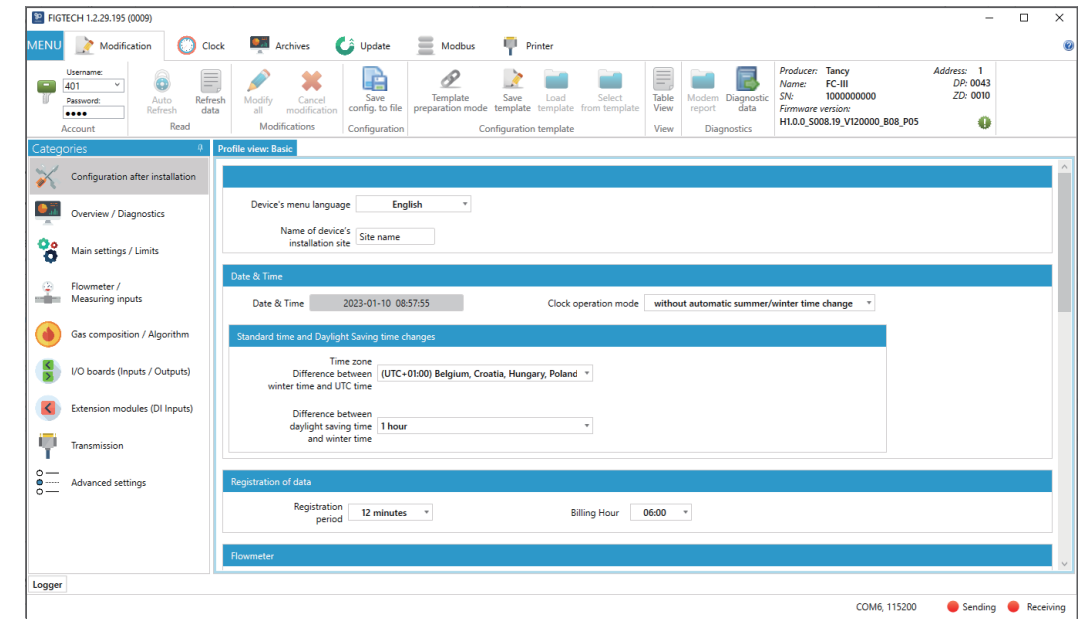 FIGTECH 1.2.29.195 (0009)
MENU Modification Clock Archives Update Modbus Printer
Username:
401
Password:
●●●●
Account
Auto Refresh
Refresh data
Read
Modify all
Cancel modification
Modifications
Save config. to file
Configuration
Template preparation mode
Save template
Load template
Select from template
Configuration template
Table View
View
Modem report
Diagnostic data
Diagnostics
Producer: Tancy Address: 1
Name: FC-III DP: 0043
SN: 1000000000 ZD: 0010
Firmware version:
H1.0.0_S008.19_V120000_B08_P05
Categories
Configuration after installation
Overview / Diagnostics
Main settings / Limits
Flowmeter /
Measuring inputs
Gas composition / Algorithm
I/O boards (Inputs / Outputs)
Extension modules (DI Inputs)
Transmission
Advanced settings
Profile view: Basic
Device's menu language English
Name of device's
installation site Site name
Date & Time
Date & Time 2023-01-10 08:57:55 Clock operation mode without automatic summer/winter time change
Standard time and Daylight Saving time changes
Time zone
Difference between
winter time and UTC time
(UTC+01:00) Belgium, Croatia, Hungary, Poland
Difference between
daylight saving time
and winter time
1 hour
Registration of data
Registration
period
12 minutes
Billing Hour 06:00
Flowmeter
Logger
COM6, 115200 Sending Receiving